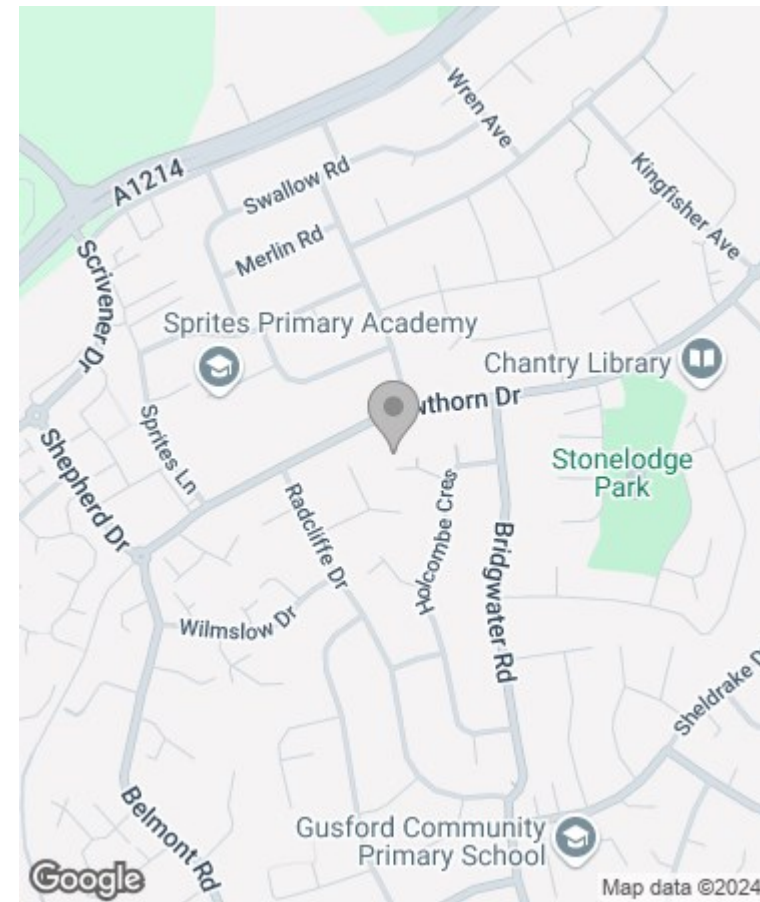 Wren Ave
A1214
Swallow Rd
Kingfisher Ave
Merlin Rd
Scrivener Dr
Sprites Primary Academy
Chantry Library
wthorn Dr
Sprites Ln
Stonelodge
Park
Shepherd Dr
Radcliffe Dr
Holcombe Cres
Bridgwater Rd
Wilmslow Dr
Sheldrake D
Belmont Rd
Gusford Community
Primary School
Google
Map data ©2024